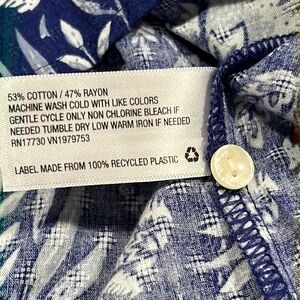 53% COTTON / 47% RAYON
MACHINE WASH COLD WITH LIKE COLORS
GENTLE CYCLE ONLY NON CHLORINE BLEACH IF
NEEDED TUMBLE DRY LOW WARM IRON IF NEEDED
RN17730 VN1979753
LABEL MADE FROM 100% RECYCLED PLASTIC